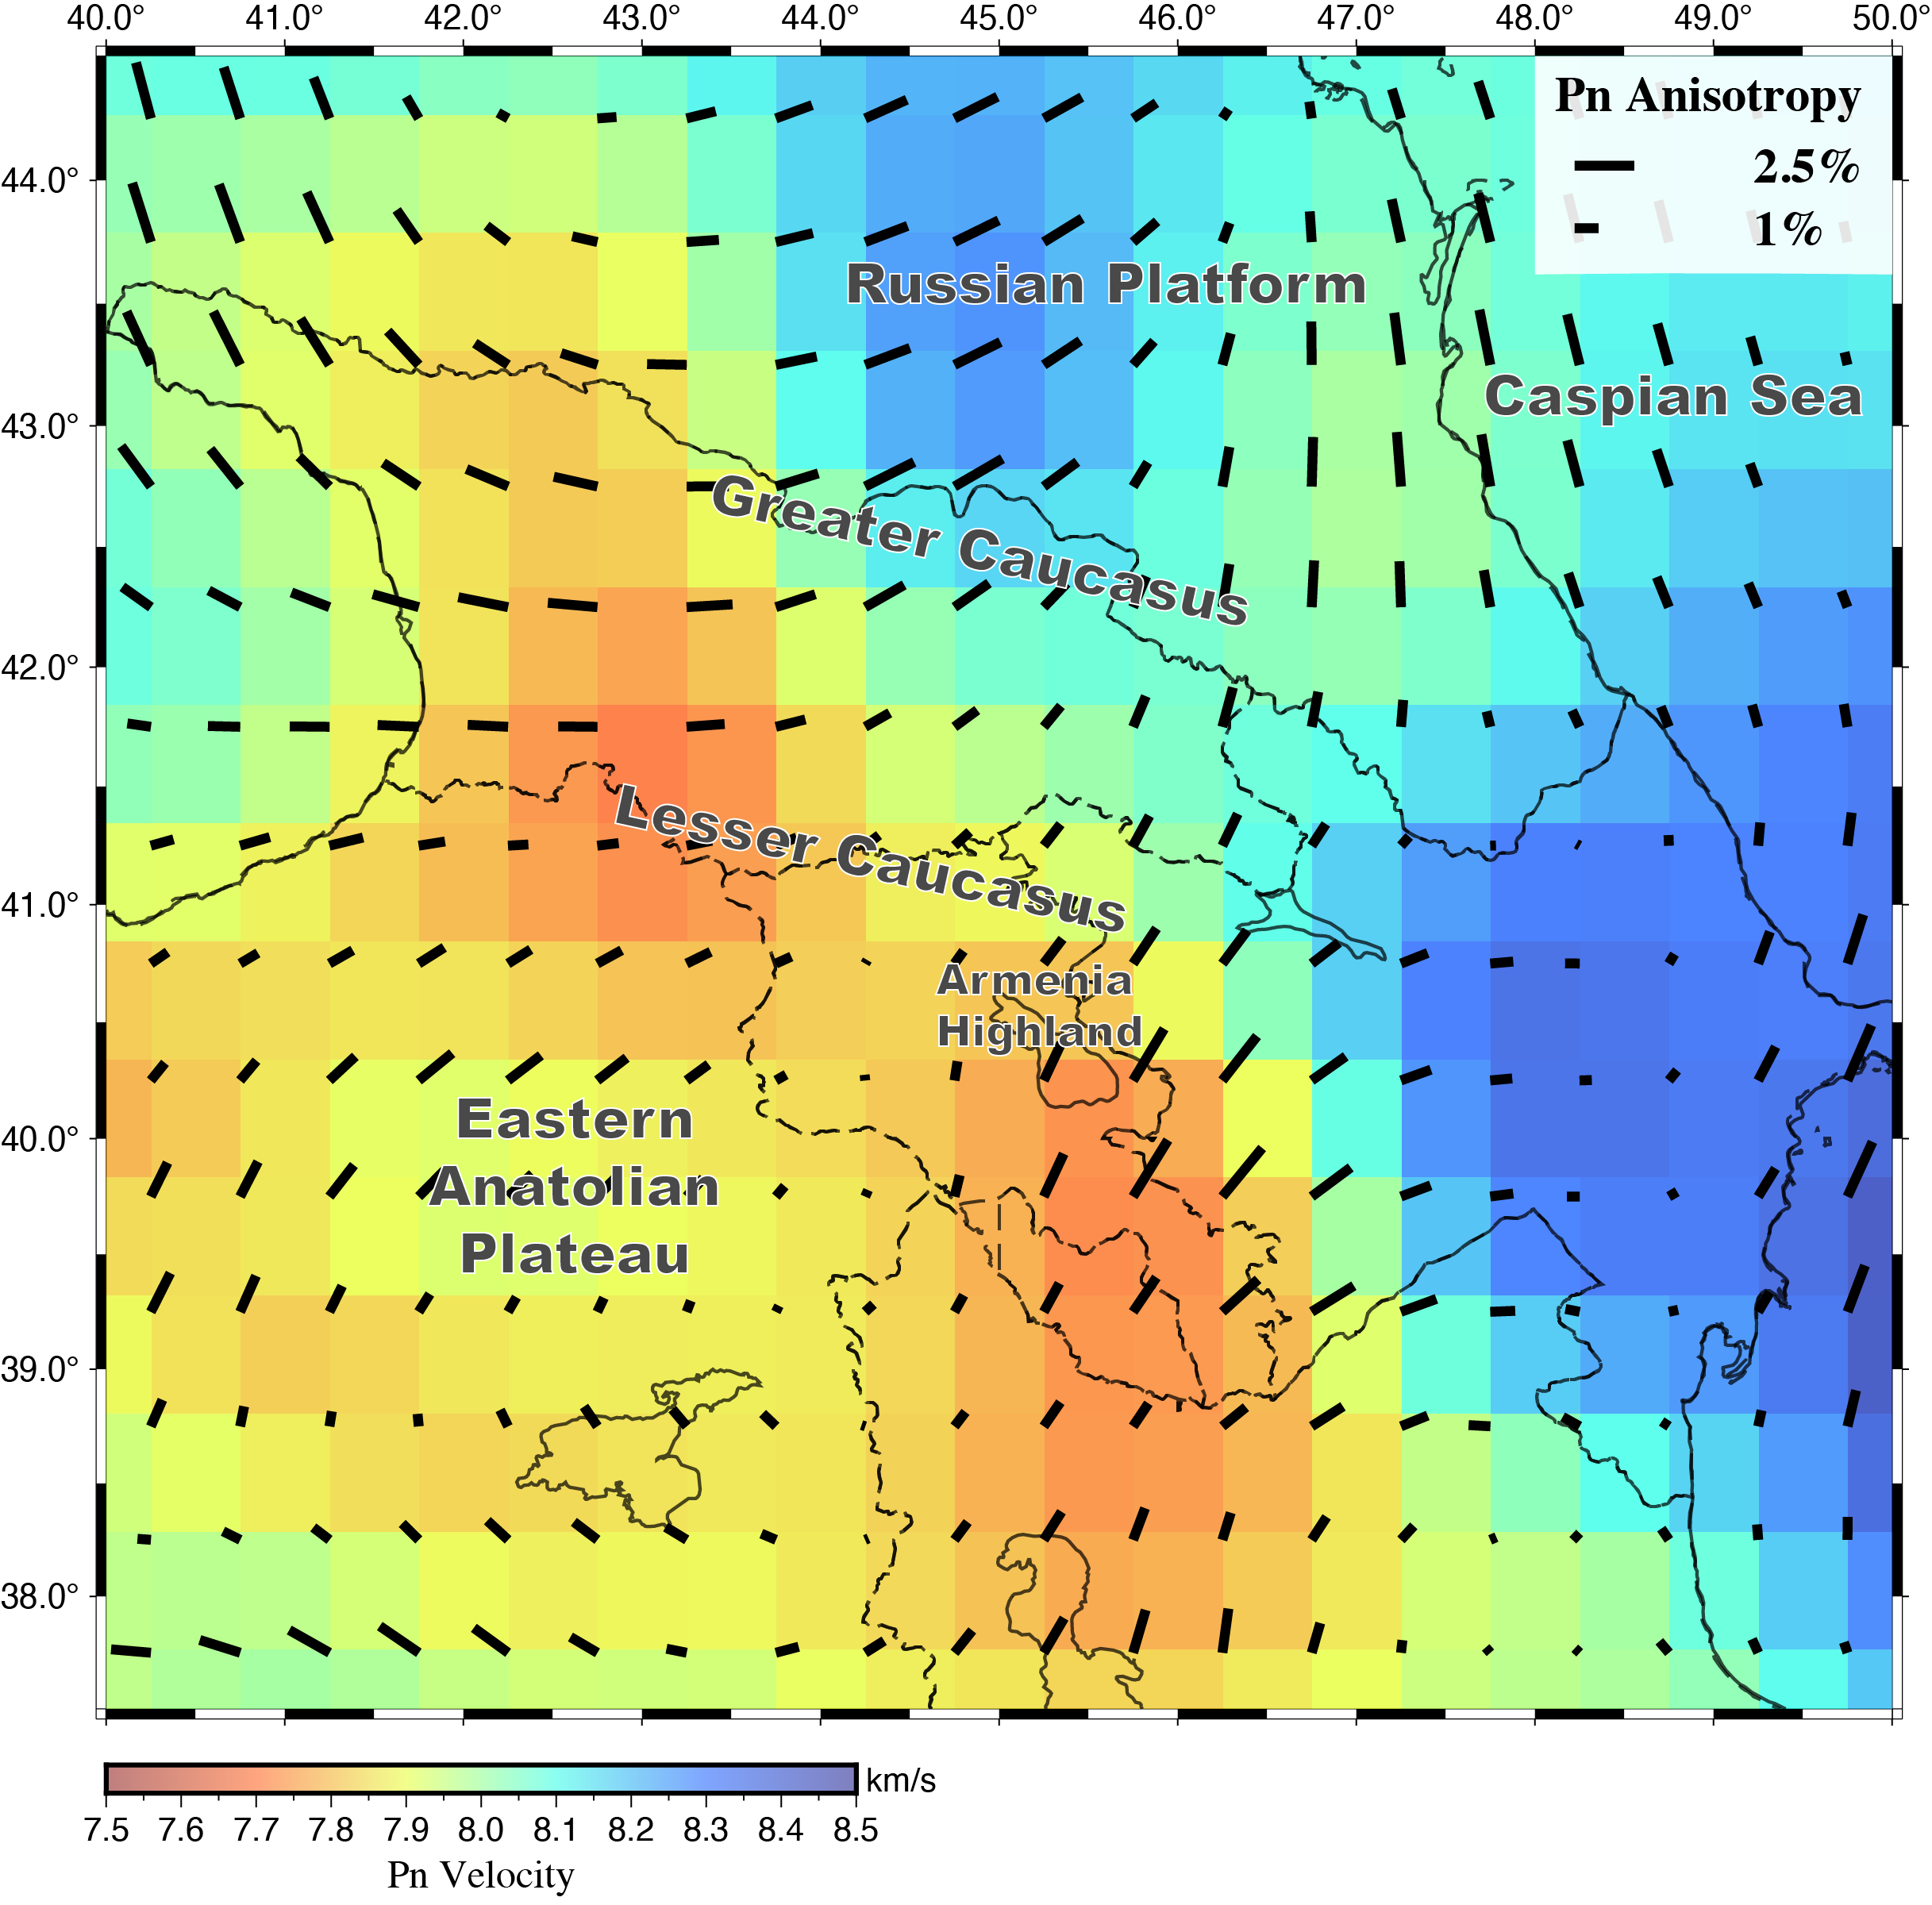 40.0° 41.0° 42.0° 43.0° 44.0° 45.0° 46.0° 47.0° 48.0° 49.0° 50.0°
Pn Anisotropy
2.5%
1%
44.0°
Russian Platform
Caspian Sea
43.0°
Greater Caucasus
42.0°
Lesser Caucasus
41.0°
Armenia
Highland
Eastern
40.0°
Anatolian
Plateau
39.0°
38.0°
km/s
7.5 7.6 7.7 7.8 7.9 8.0 8.1 8.2 8.3 8.4 8.5
Pn Velocity